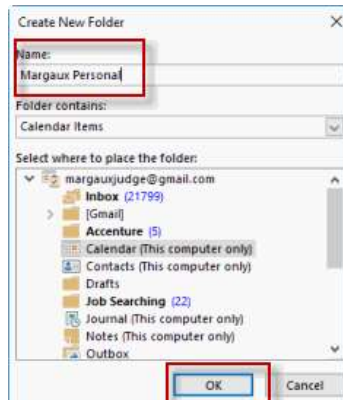 Create New Folder
Name:
Margaux Personal
Folder contains:
Calendar Items
Select where to place the folder:
margauxjudge@gmail.com
Inbox (21799)
[Gmail]
Accenture (5)
Calendar (This computer only)
Contacts (This computer only)
Drafts
Job Searching (22)
Journal (This computer only)
Notes (This computer only)
Outbox
OK Cancel